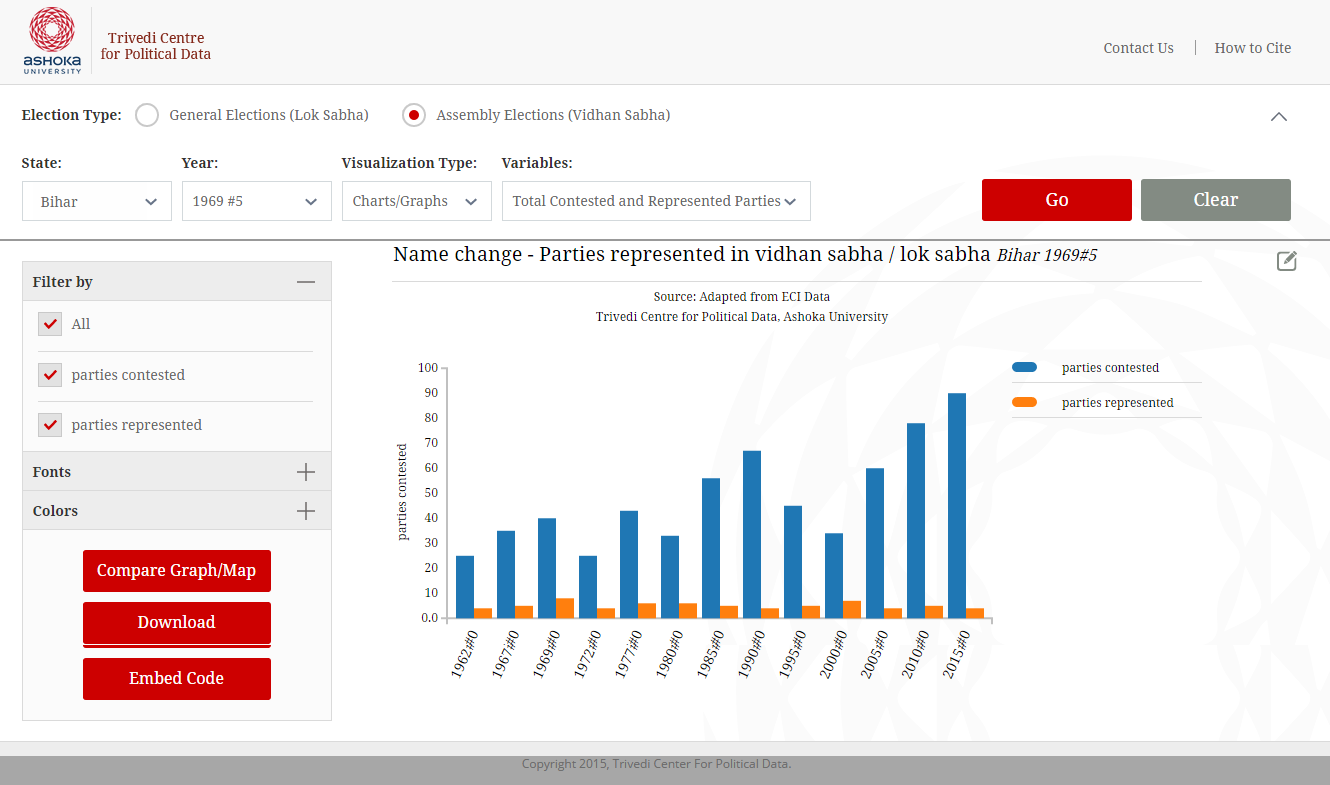 ASHOKA
UNIVERSITY
Trivedi Centre
for Political Data
Contact Us
How to Cite
Election Type:
General Elections (Lok Sabha)
Assembly Elections (Vidhan Sabha)
State:
Year:
Visualization Type:
Variables:
Bihar
1969 #5
Charts/Graphs
Total Contested and Represented Parties
Go
Clear
Filter by
All
parties contested
parties represented
Fonts
Colors
Compare Graph/Map
Download
Embed Code
Name change - Parties represented in vidhan sabha / lok sabha Bihar 1969#5
Source: Adapted from ECI Data
Trivedi Centre for Political Data, Ashoka University
parties contested
100
90
80
70
60
50
40
30
20
10
0.0
1962#0
1967#0
1969#0
1972#0
1977#0
1980#0
1985#0
1990#0
1995#0
2000#0
2005#0
2010#0
2015#0
parties contested
parties represented
Copyright 2015, Trivedi Center For Political Data.